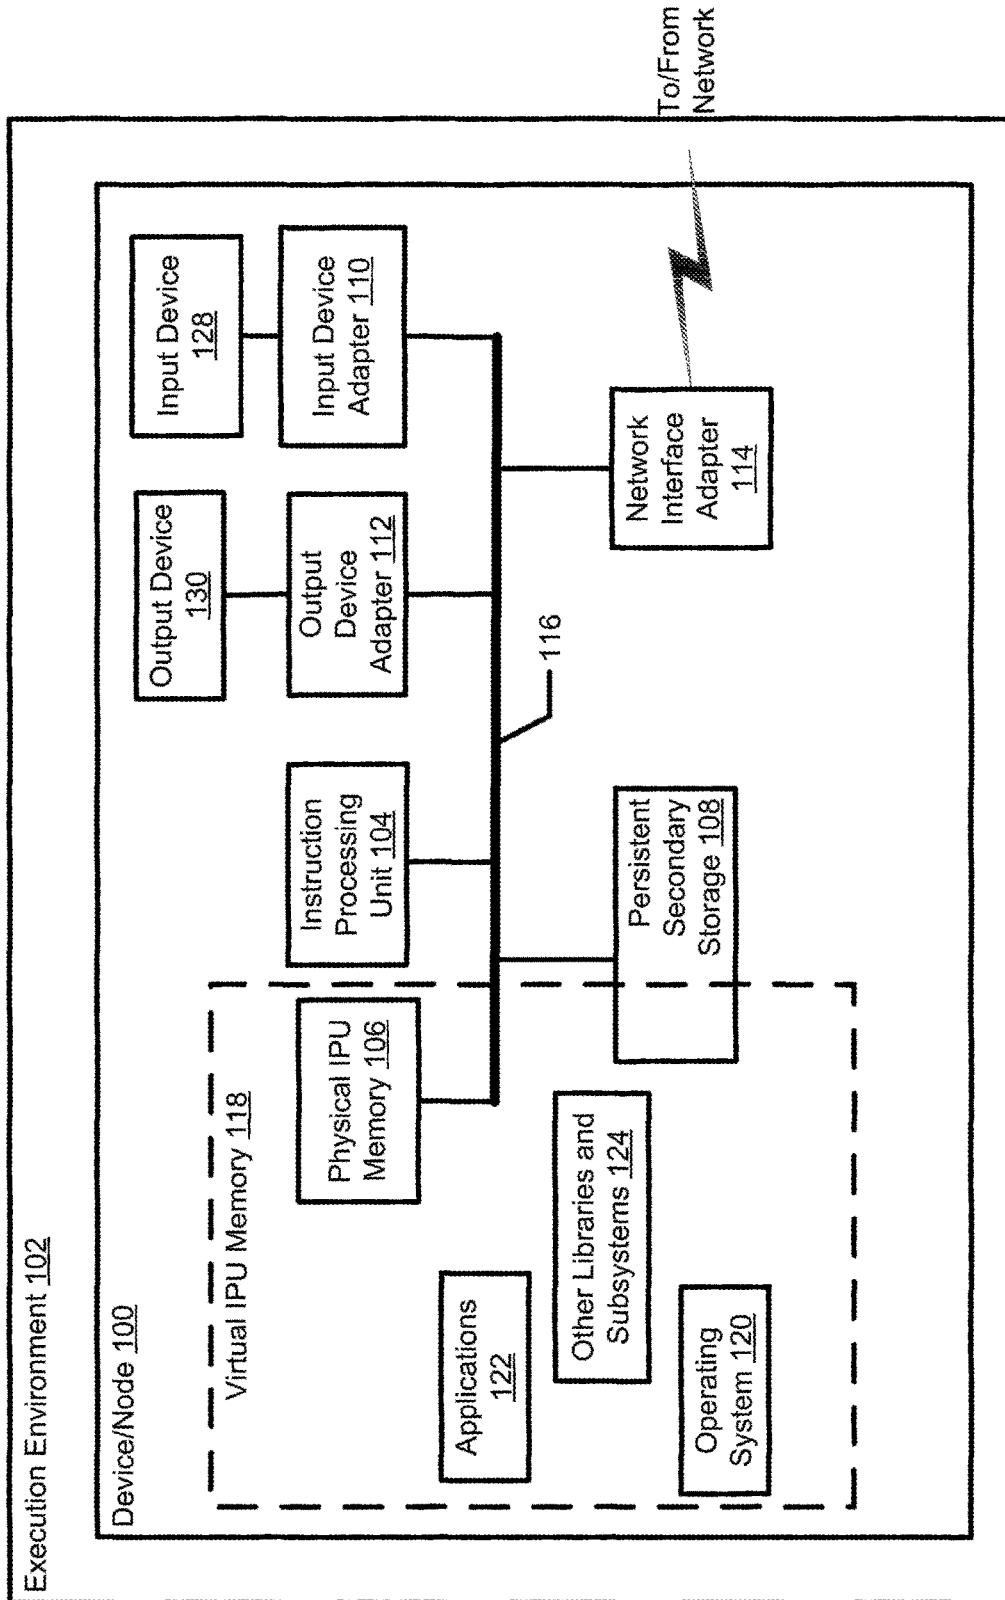 Execution Environment 102
Device/Node 100
Virtual IPU Memory 118
Physical IPU
Memory 106
Instruction
Processing
Unit 104
Output Device
130
Output
Device
Adapter 112
Input Device
128
Input Device
Adapter 110
Applications
122
Other Libraries and
Subsystems 124
Operating
System 120
Persistent
Secondary
Storage 108
116
Network
Interface
Adapter
114
To/From
Network